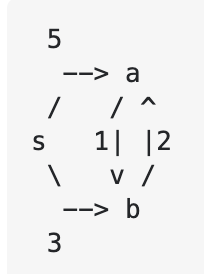 5
--> a
/ / ^
s 1| |2
\ v /
--> b
3